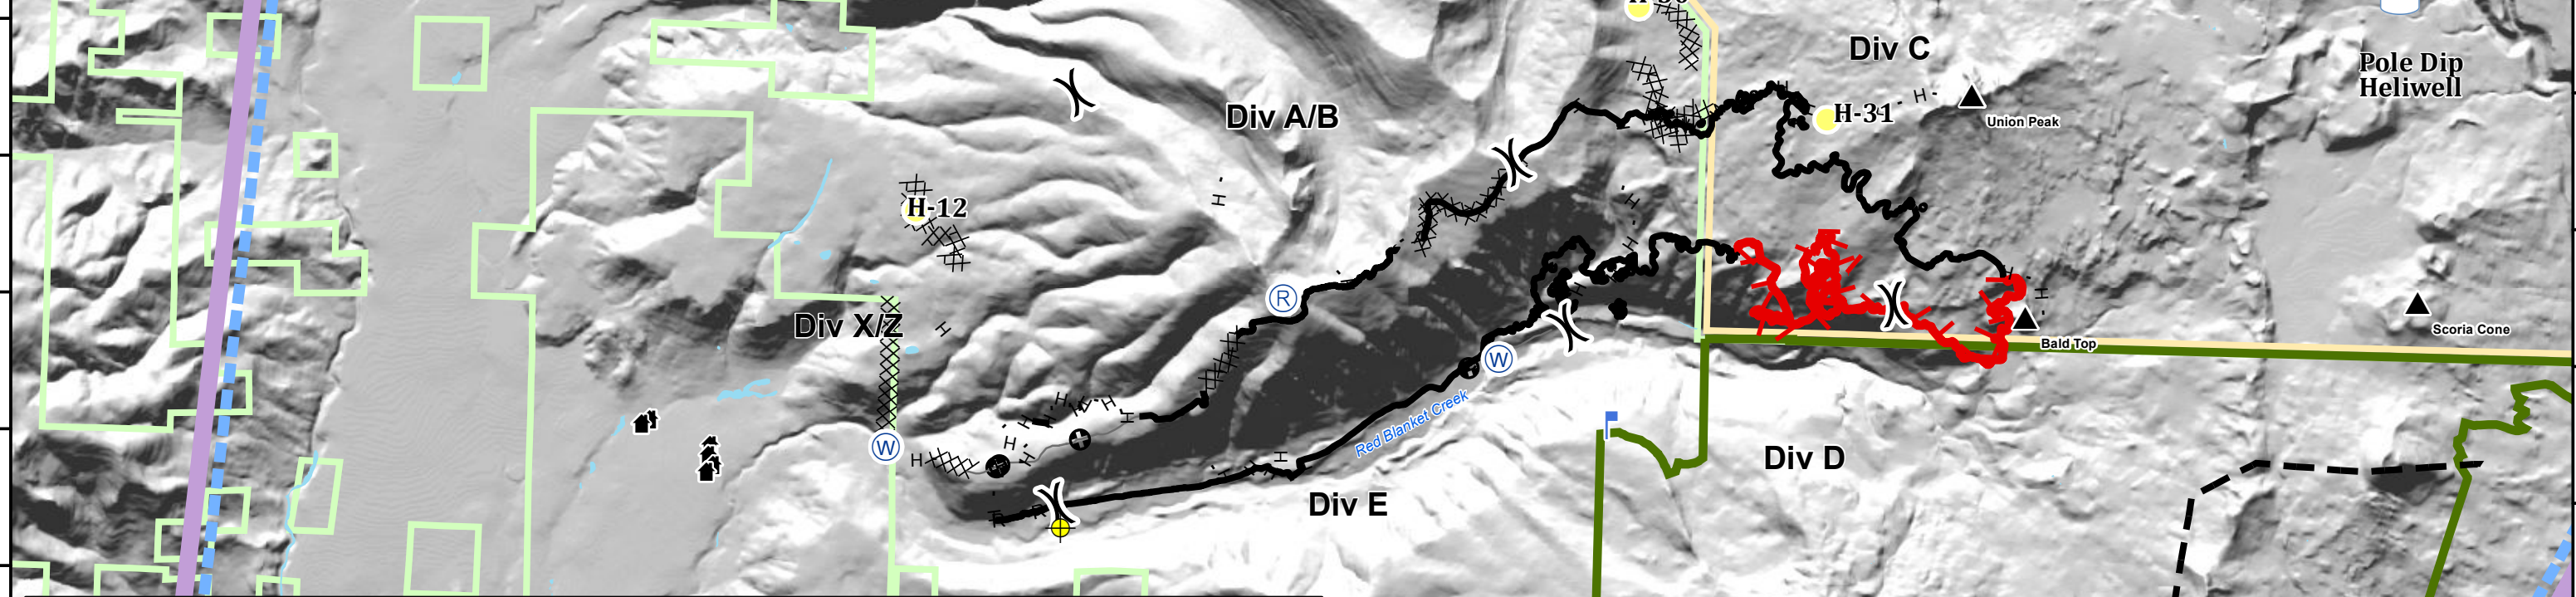 Div C
Pole Dip
Heliwell
H-31
Div A/B
Union Peak
H-12
R
Div X/Z
Scoria Cone
Bald Top
W
Red Blanket Creek
W
Div D
Div E